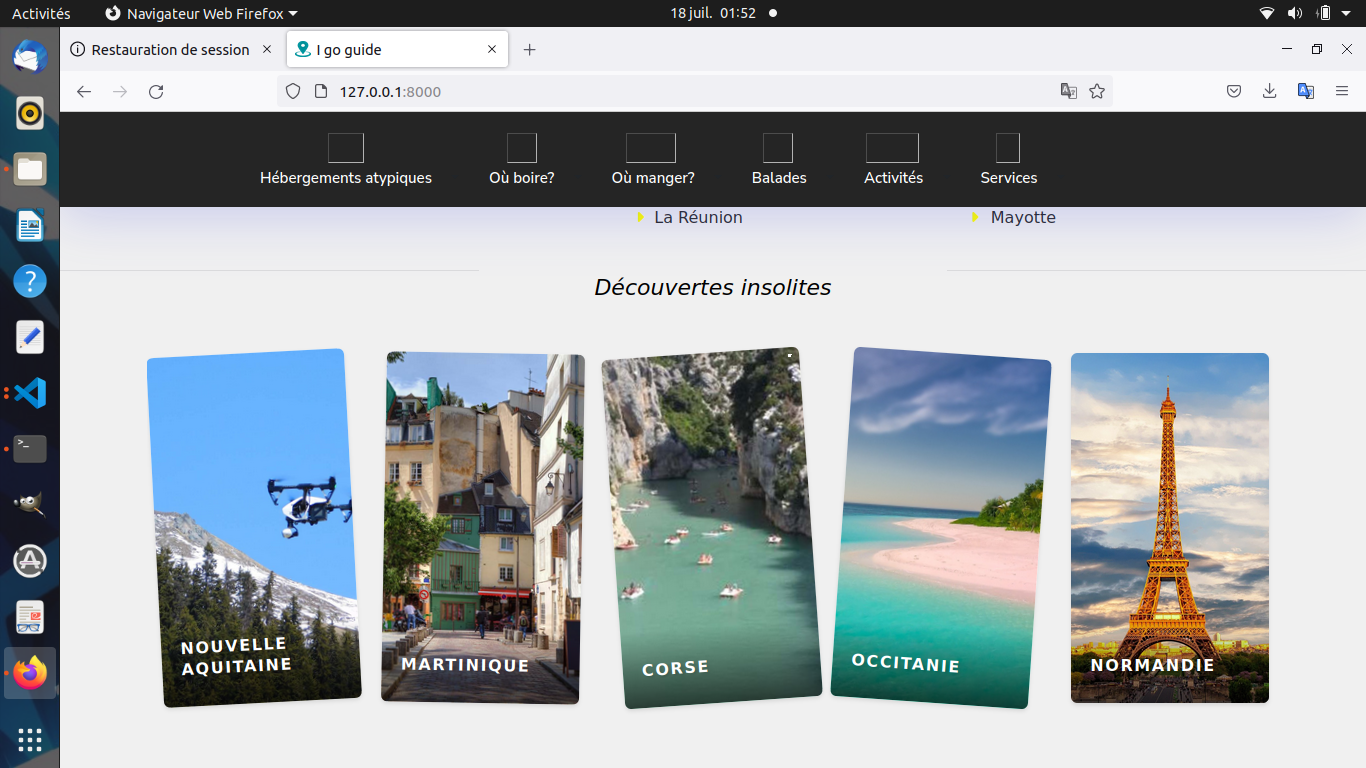 Activités
Navigateur Web Firefox
18 juil. 01:52
Restauration de session
I go guide
127.0.0.1:8000
Hébergements atypiques
Où boire?
Où manger?
Balades
Activités
Services
La Réunion
Mayotte
Découvertes insolites
NOUVELLE
AQUITAINE
MARTINIQUE
CORSE
OCCITANIE
NORMANDIE